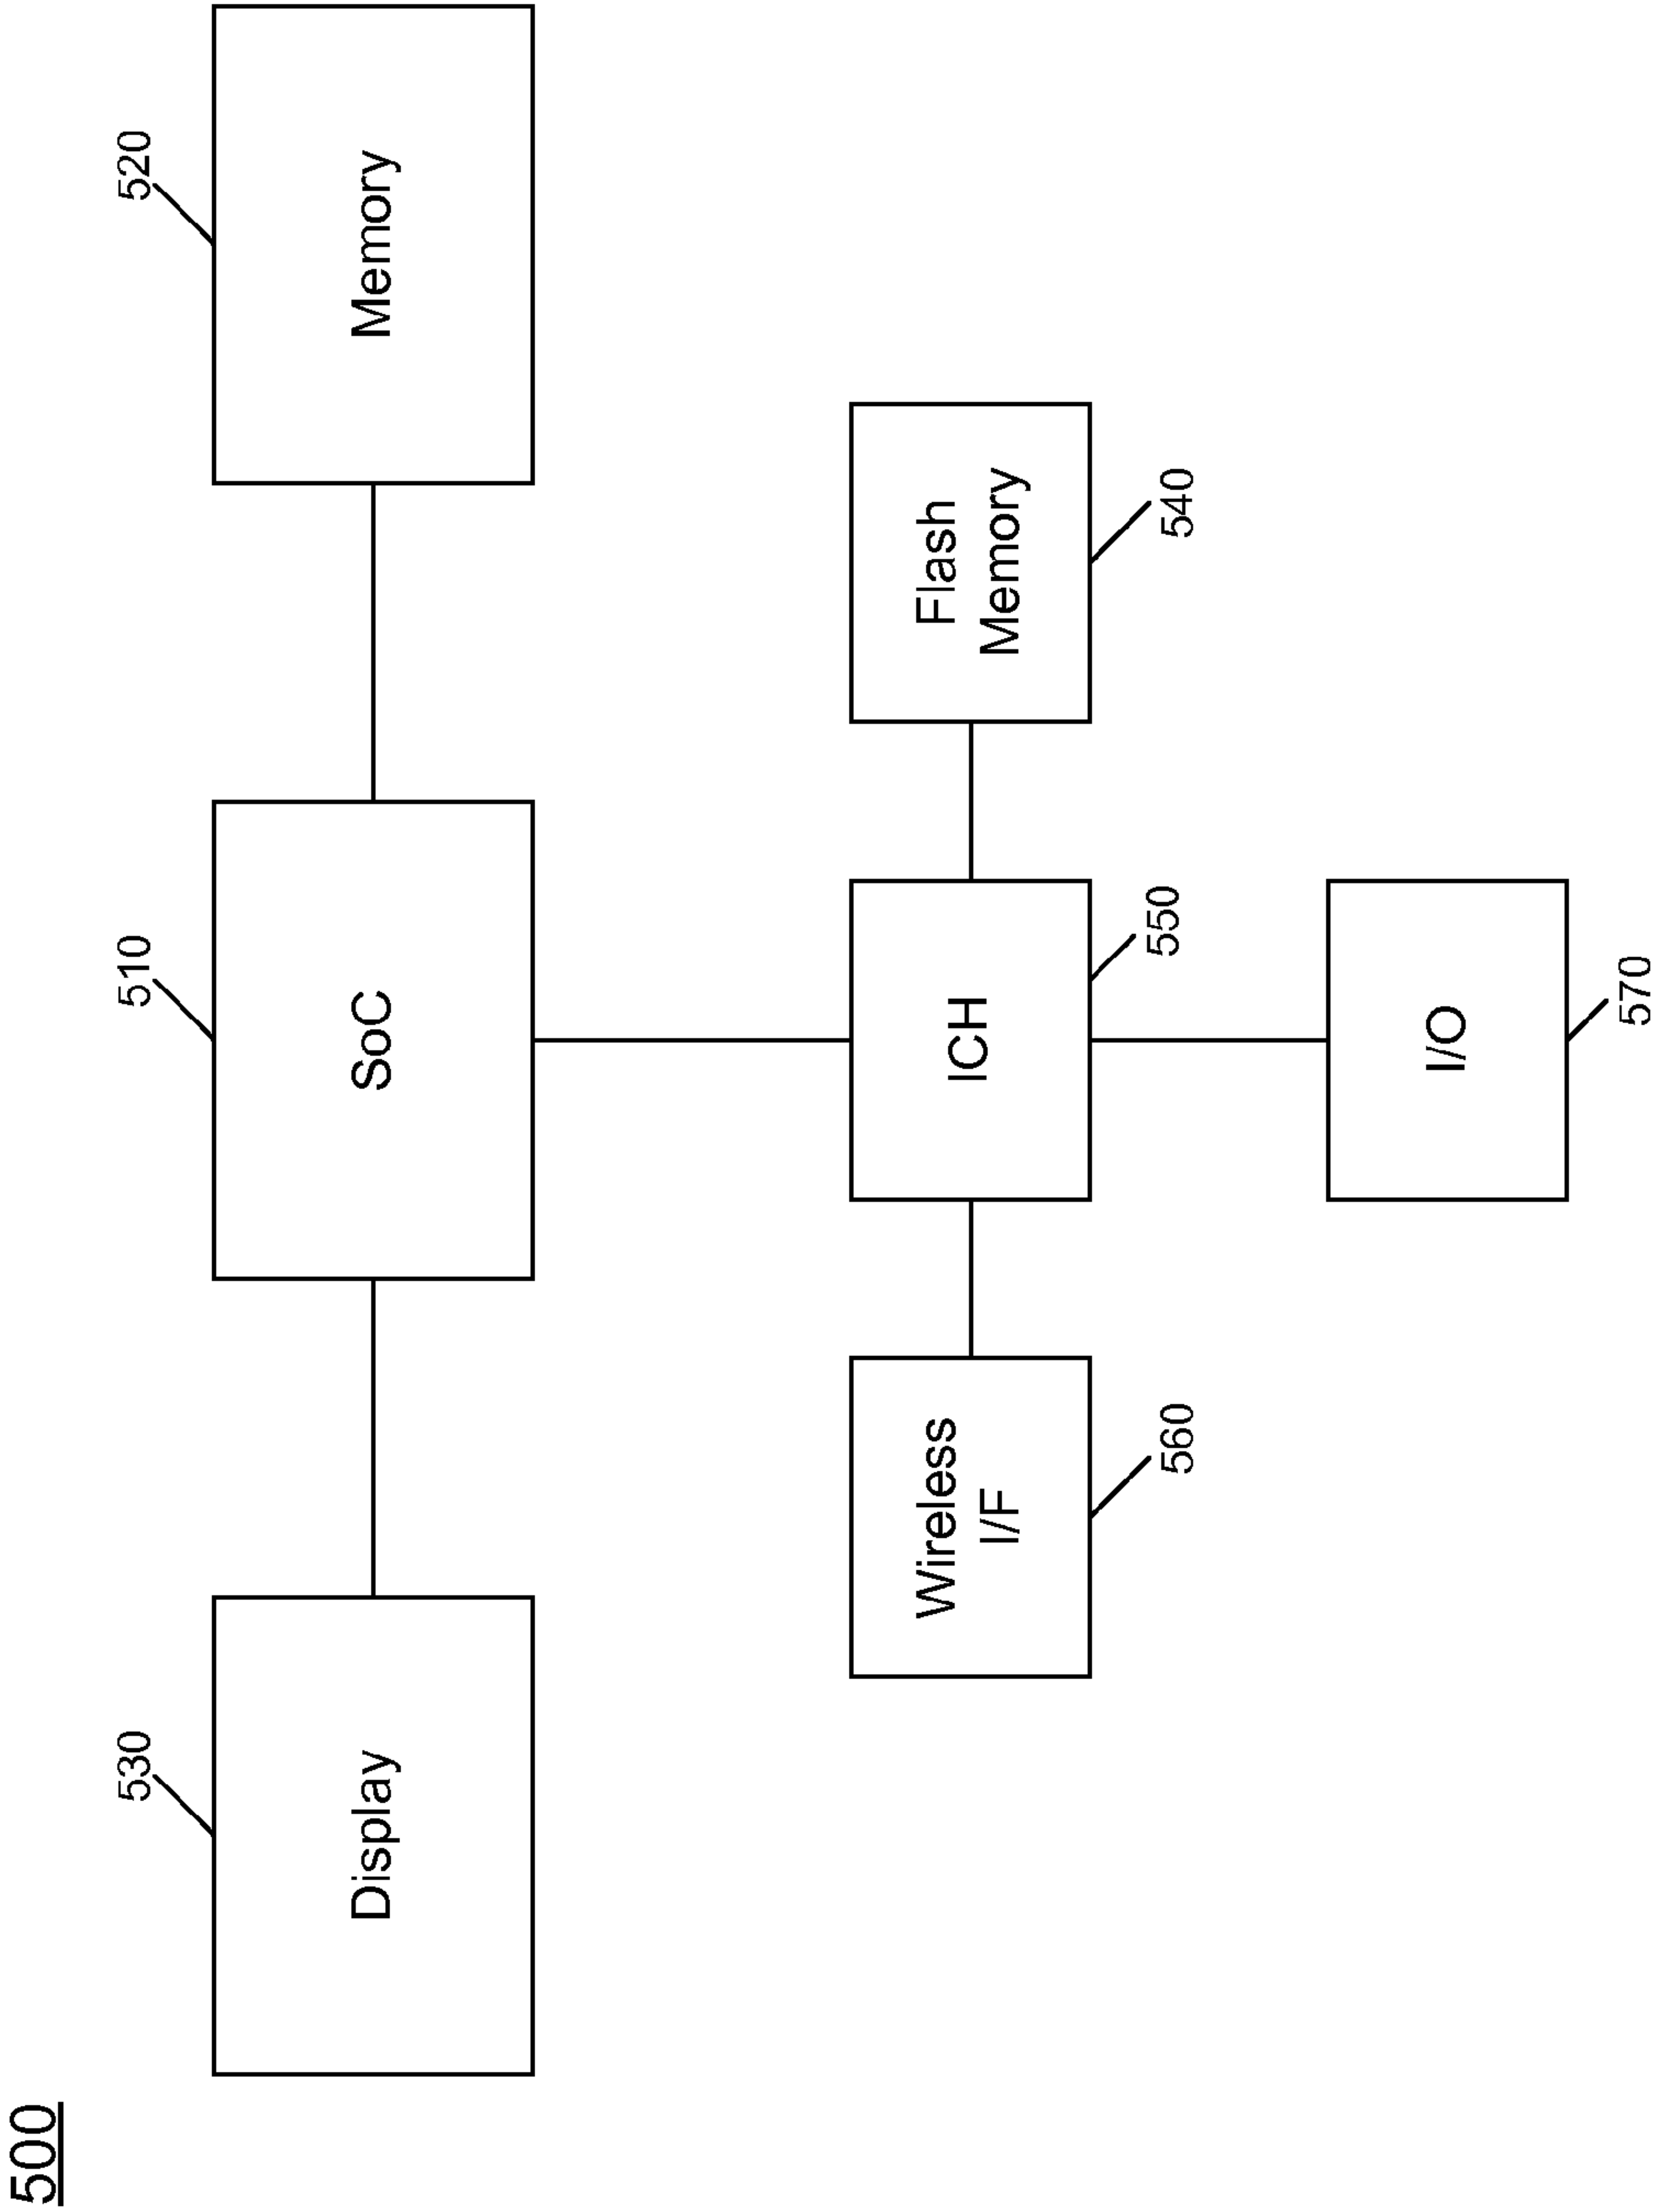 500
530
510
520
Display
SoC
Memory
Wireless
I/F
ICH
Flash
Memory
560
550
540
I/O
570